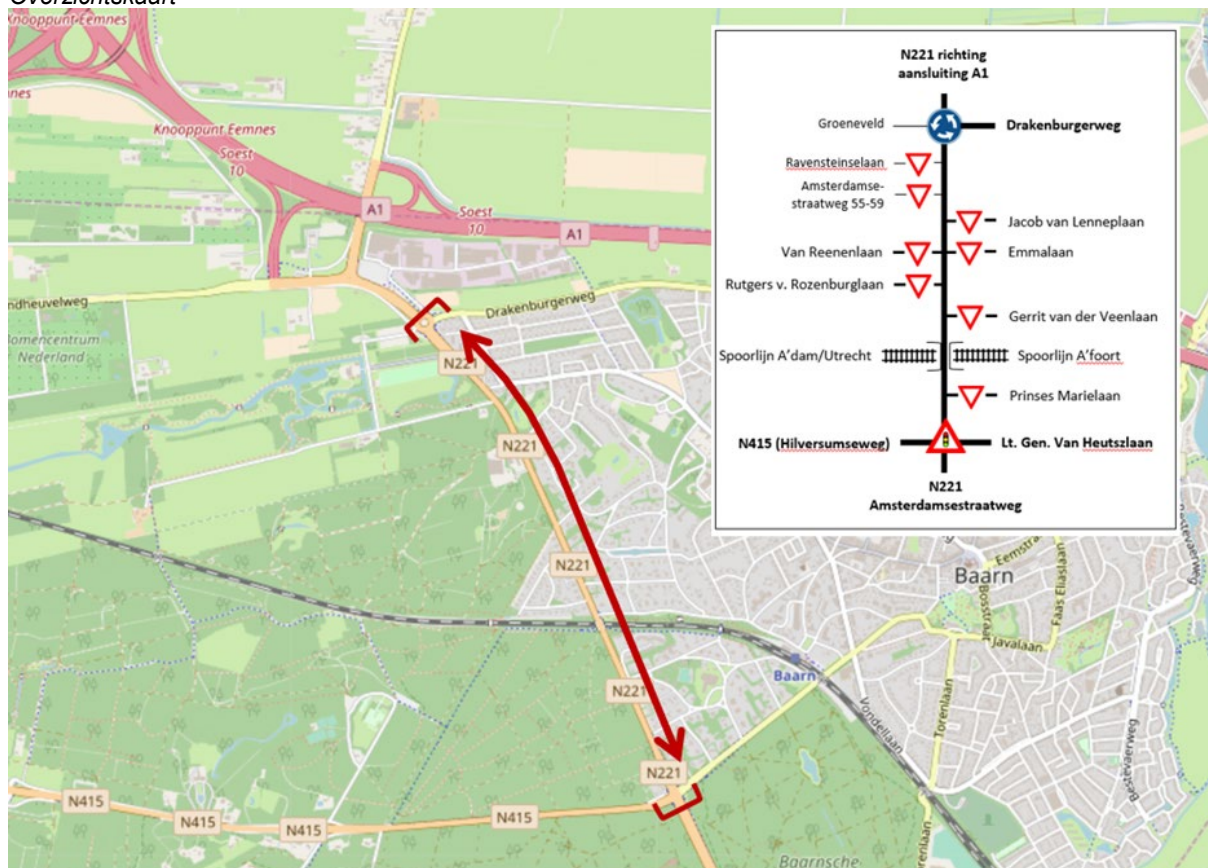 Overzichtskaart
Knooppunt Eemnes
Knooppunt Eemnes
Soest
10
A1
Soest
10
A1
Drakenburgerweg
N221
N221
N221
N221
N221
N415
N415
N415
Baarn
Baarn
Eemstra
Bosstraat
Javalaan
Faas Eliaslaan
Torenlaan
Vondellaan
Bestevaerweg
Baarnsche
N221 richting
aansluiting A1
Groeneveld
Drakenburgerweg
Ravensteinselaan
Amsterdamse-
straatweg 55-59
Jacob van Lenneplaan
Van Reenenlaan
Emmalaan
Rutgers v. Rozenburglaan
Gerrit van der Veenlaan
Spoorlijn A'dam/Utrecht
Spoorlijn A'foort
Prinses Marielaan
N415 (Hilversumseweg)
Lt. Gen. Van Heutszlaan
N221
Amsterdamsestraatweg